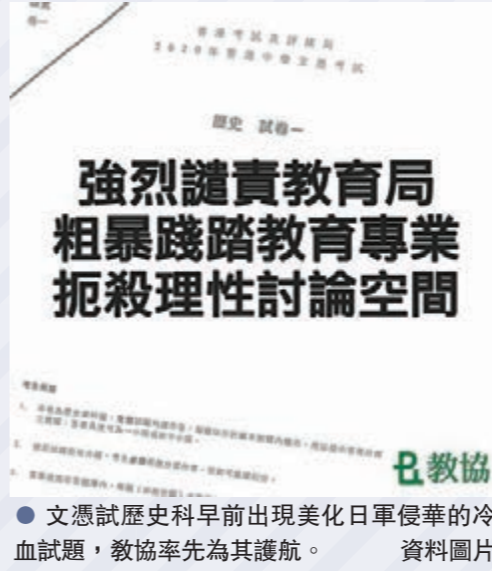 香港考試及評核局
2020年香港中學文憑考試
歷史 試卷一
強烈譴責教育局
粗暴踐踏教育專業
扼殺理性討論空間
考生須知
教協
● 文憑試歷史科早前出現美化日軍侵華的冷
血試題，教協率先為其護航。 資料圖片